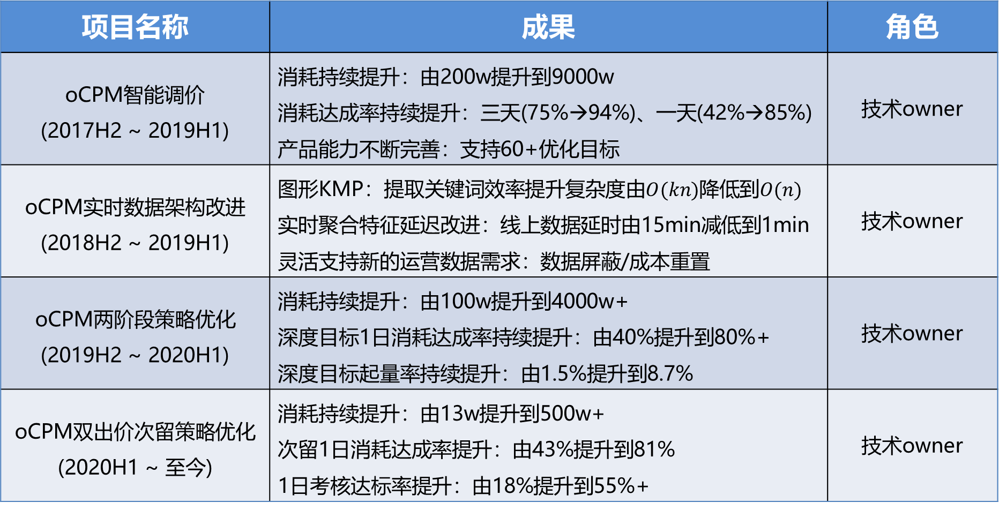 项目名称
成果
角色
oCPM智能调价
(2017H2 ~ 2019H1)
消耗持续提升：由200w提升到9000w
消耗达成率持续提升：三天(75%→94%)、一天(42%→85%)
产品能力不断完善：支持60+优化目标
技术owner
oCPM实时数据架构改进
(2018H2 ~ 2019H1)
图形KMP：提取关键词效率提升复杂度由O(kn)降低到O(n)
实时聚合特征延迟改进：线上数据延时由15min减低到1min
灵活支持新的运营数据需求：数据屏蔽/成本重置
技术owner
oCPM两阶段策略优化
(2019H2 ~ 2020H1)
消耗持续提升：由100w提升到4000w+
深度目标1日消耗达成率持续提升：由40%提升到80%+
深度目标起量率持续提升：由1.5%提升到8.7%
技术owner
oCPM双出价次留策略优化
(2020H1 ~ 至今)
消耗持续提升：由13w提升到500w+
次留1日消耗达成率提升：由43%提升到81%
1日考核达标率提升：由18%提升到55%+
技术owner